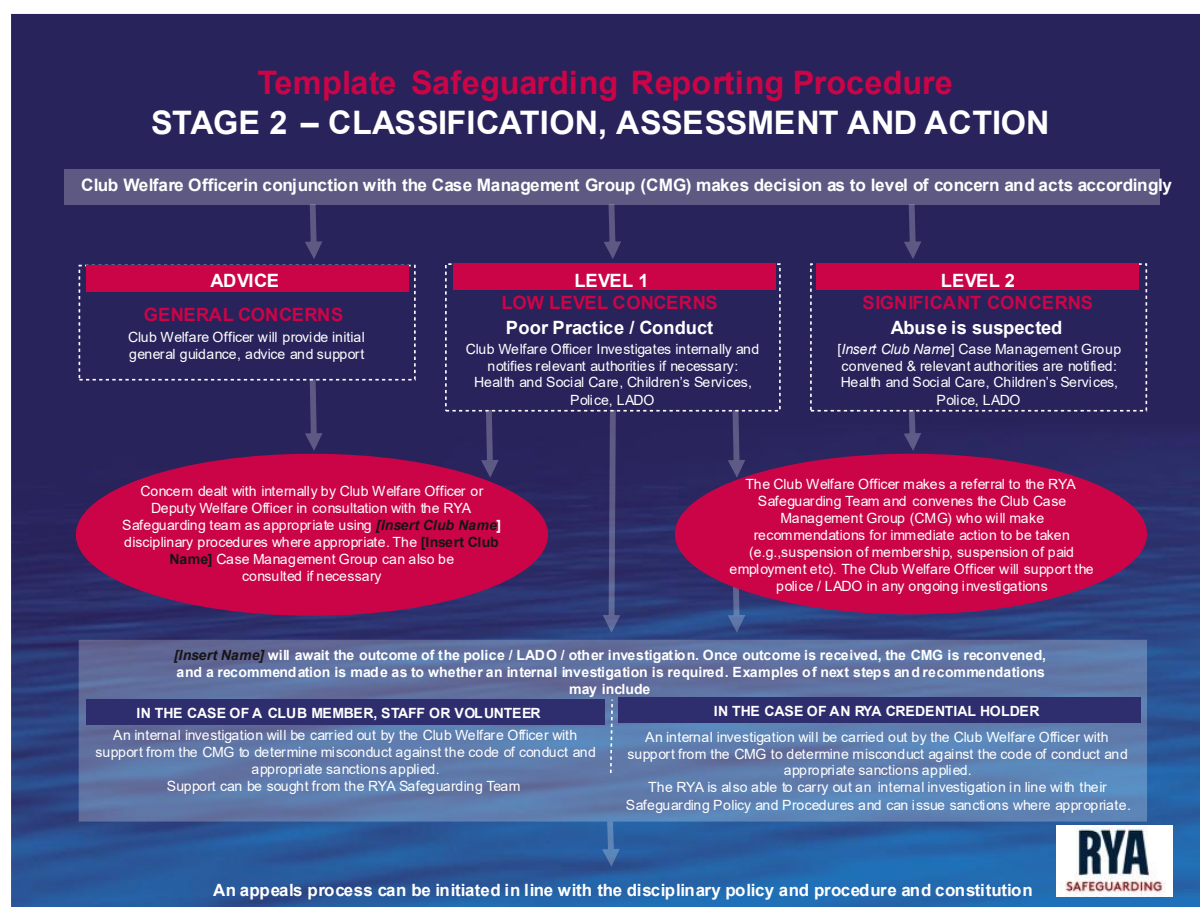 Template Safeguarding Reporting Procedure
STAGE 2 – CLASSIFICATION, ASSESSMENT AND ACTION
Club Welfare Officerin conjunction with the Case Management Group (CMG) makes decision as to level of concern and acts accordingly
ADVICE
GENERAL CONCERNS
Club Welfare Officer will provide initial
general guidance, advice and support
LEVEL 1
LOW LEVEL CONCERNS
Poor Practice / Conduct
Club Welfare Officer Investigates internally and
notifies relevant authorities if necessary:
Health and Social Care, Children's Services,
Police, LADO
LEVEL 2
SIGNIFICANT CONCERNS
Abuse is suspected
[Insert Club Name] Case Management Group
convened & relevant authorities are notified:
Health and Social Care, Children's Services,
Police, LADO
Concern dealt with internally by Club Welfare Officer or
Deputy Welfare Officer in consultation with the RYA
Safeguarding team as appropriate using [Insert Club Name]
disciplinary procedures where appropriate. The [Insert Club
Name] Case Management Group can also be
consulted if necessary
The Club Welfare Officer makes a referral to the RYA
Safeguarding Team and convenes the Club Case
Management Group (CMG) who will make
recommendations for immediate action to be taken
(e.g.,suspension of membership, suspension of paid
employment etc). The Club Welfare Officer will support the
police / LADO in any ongoing investigations
[Insert Name] will await the outcome of the police / LADO / other investigation. Once outcome is received, the CMG is reconvened,
and a recommendation is made as to whether an internal investigation is required. Examples of next steps and recommendations
may include
IN THE CASE OF A CLUB MEMBER, STAFF OR VOLUNTEER
An internal investigation will be carried out by the Club Welfare Officer with
support from the CMG to determine misconduct against the code of conduct and
appropriate sanctions applied.
Support can be sought from the RYA Safeguarding Team
IN THE CASE OF AN RYA CREDENTIAL HOLDER
An internal investigation will be carried out by the Club Welfare Officer with
support from the CMG to determine misconduct against the code of conduct and
appropriate sanctions applied.
The RYA is also able to carry out an internal investigation in line with their
Safeguarding Policy and Procedures and can issue sanctions where appropriate.
An appeals process can be initiated in line with the disciplinary policy and procedure and constitution
RYA
SAFEGUARDING